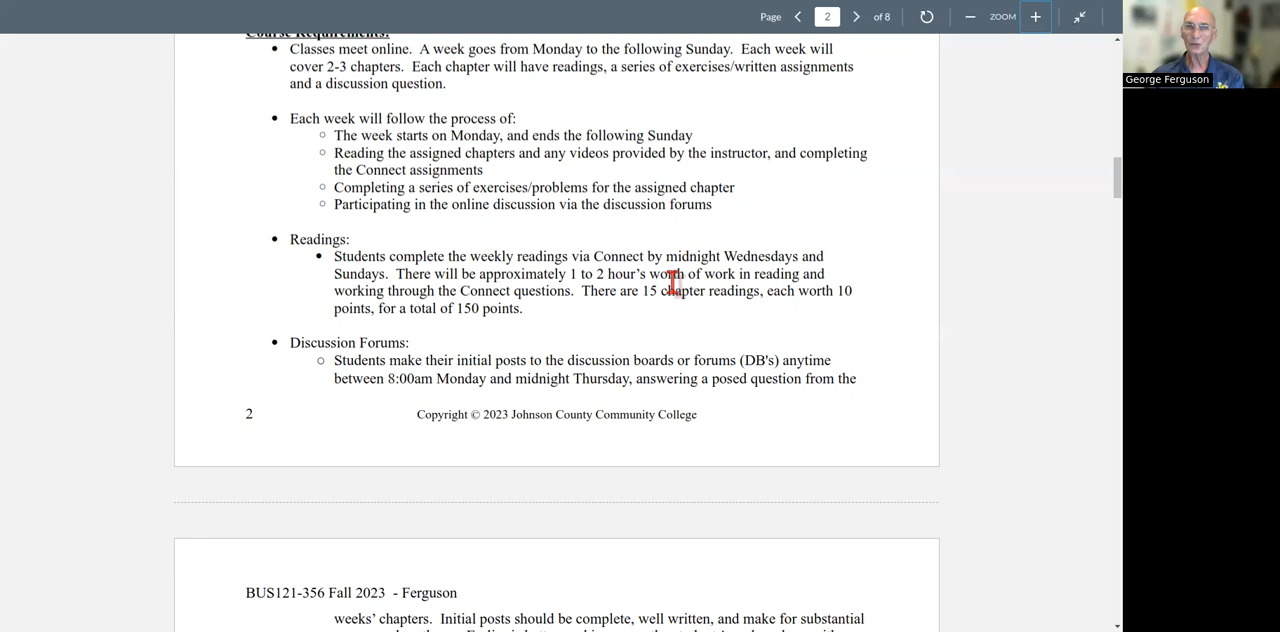 Page 2 of 8 ZOOM
George Ferguson
Course Requirements:
• Classes meet online. A week goes from Monday to the following Sunday. Each week will
cover 2-3 chapters. Each chapter will have readings, a series of exercises/written assignments
and a discussion question.
• Each week will follow the process of:
○ The week starts on Monday, and ends the following Sunday
○ Reading the assigned chapters and any videos provided by the instructor, and completing
the Connect assignments
○ Completing a series of exercises/problems for the assigned chapter
○ Participating in the online discussion via the discussion forums
• Readings:
• Students complete the weekly readings via Connect by midnight Wednesdays and
Sundays. There will be approximately 1 to 2 hour's worth of work in reading and
working through the Connect questions. There are 15 chapter readings, each worth 10
points, for a total of 150 points.
• Discussion Forums:
○ Students make their initial posts to the discussion boards or forums (DB's) anytime
between 8:00am Monday and midnight Thursday, answering a posed question from the
2 Copyright © 2023 Johnson County Community College
BUS121-356 Fall 2023 - Ferguson
weeks' chapters. Initial posts should be complete, well written, and make for substantial